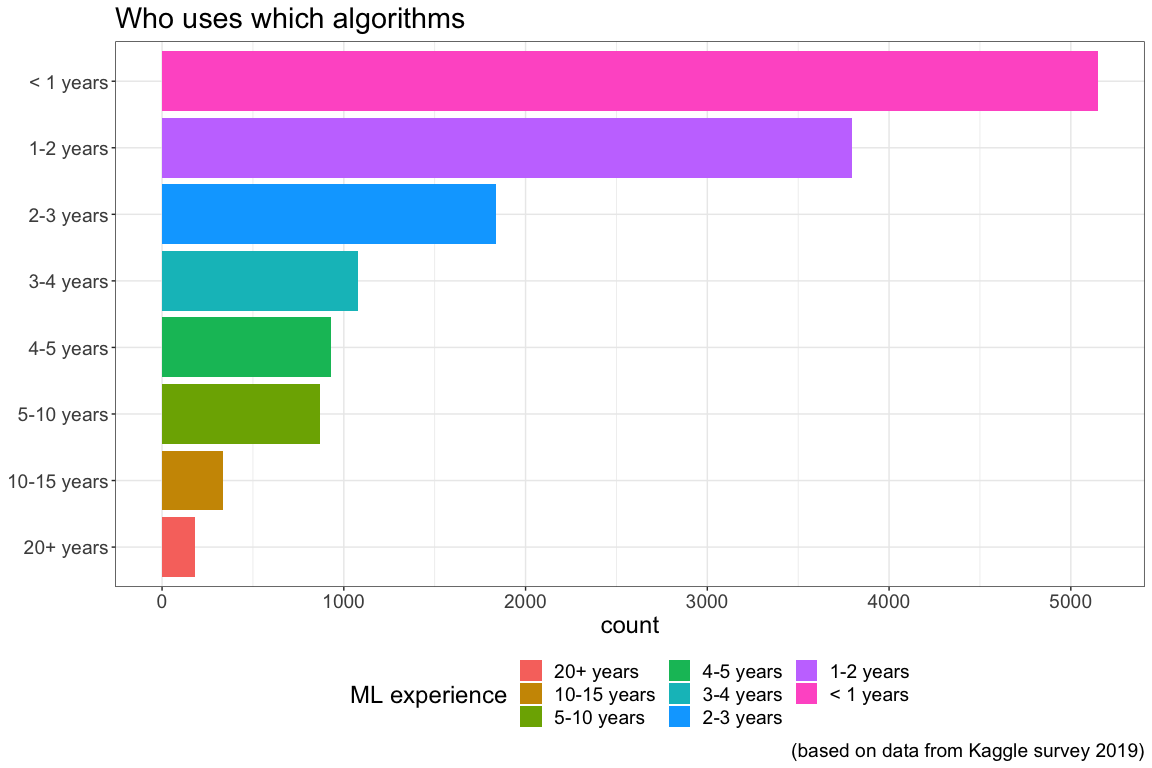 Who uses which algorithms
< 1 years
1-2 years
2-3 years
3-4 years
4-5 years
5-10 years
10-15 years
20+ years
0 1000 2000 3000 4000 5000
count
ML experience
20+ years
10-15 years
5-10 years
4-5 years
3-4 years
2-3 years
1-2 years
< 1 years
(based on data from Kaggle survey 2019)